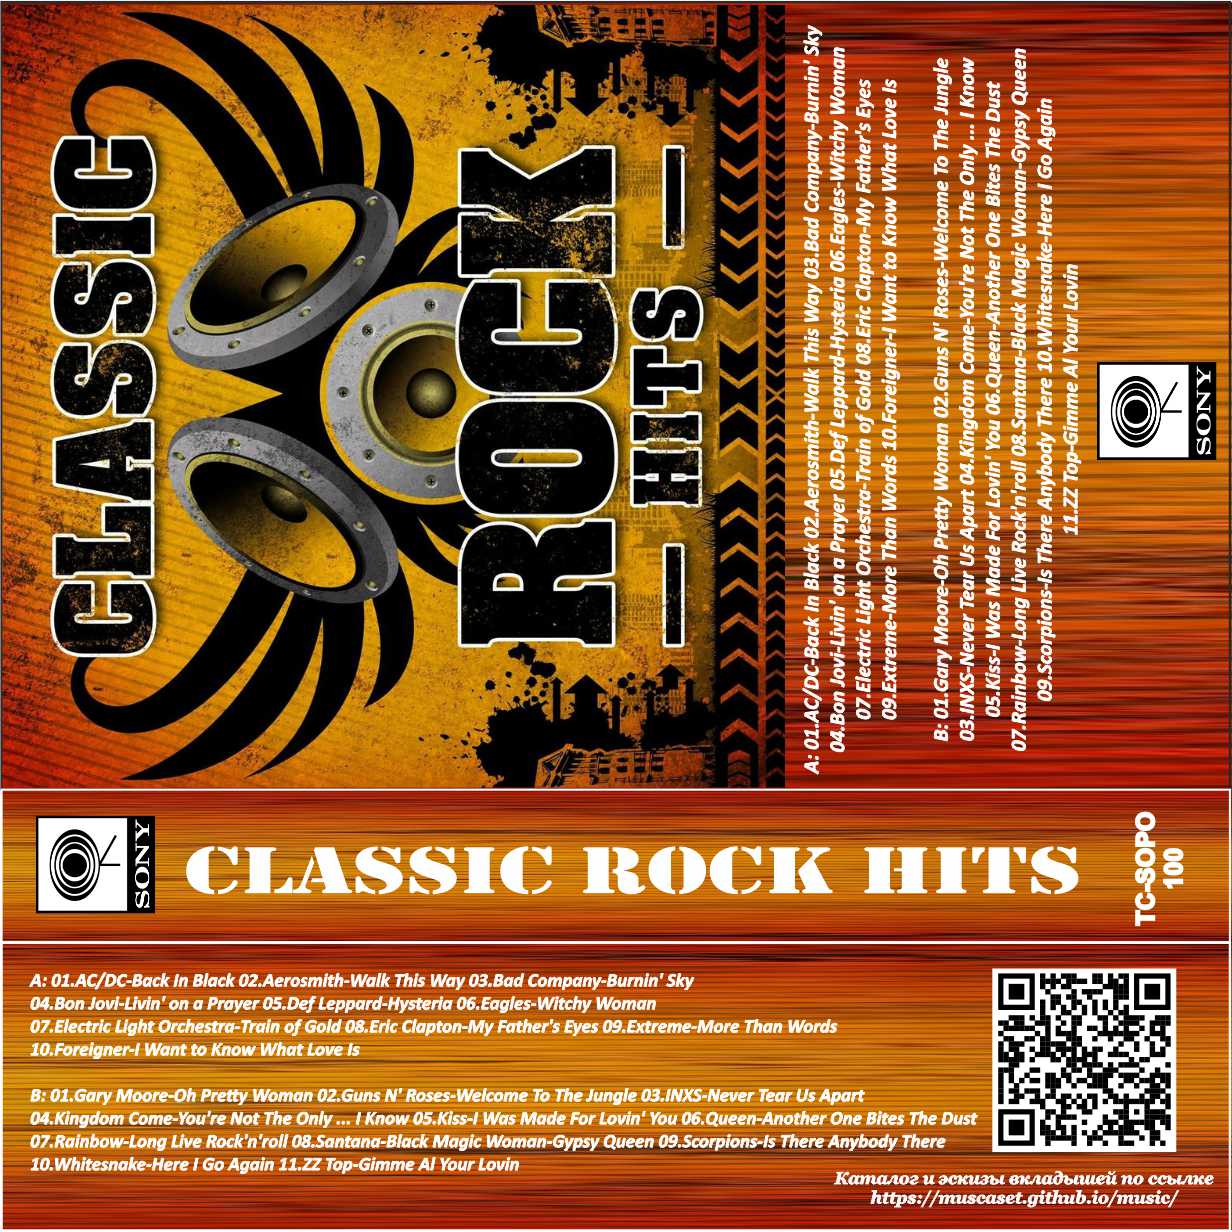 CLASSIC
ROCK
HITS
A: 01.AC/DC-Back In Black 02.Aerosmith-Walk This Way 03.Bad Company-Burnin' Sky
04.Bon Jovi-Livin' on a Prayer 05.Def Leppard-Hysteria 06.Eagles-Witchy Woman
07.Electric Light Orchestra-Train of Gold 08.Eric Clapton-My Father's Eyes
09.Extreme-More Than Words 10.Foreigner-I Want to Know What Love Is
B: 01.Gary Moore-Oh Pretty Woman 02.Guns N' Roses-Welcome To The Jungle
03.INXS-Never Tear Us Apart 04.Kingdom Come-You're Not The Only ... I Know
05.Kiss-I Was Made For Lovin' You 06.Queen-Another One Bites The Dust
07.Rainbow-Long Live Rock'n'roll 08.Santana-Black Magic Woman-Gypsy Queen
09.Scorpions-Is There Anybody There 10.Whitesnake-Here I Go Again
11.ZZ Top-Gimme Al Your Lovin
SONY
SONY
CLASSIC ROCK HITS
TC-SOPO
100
A: 01.AC/DC-Back In Black 02.Aerosmith-Walk This Way 03.Bad Company-Burnin' Sky
04.Bon Jovi-Livin' on a Prayer 05.Def Leppard-Hysteria 06.Eagles-Witchy Woman
07.Electric Light Orchestra-Train of Gold 08.Eric Clapton-My Father's Eyes 09.Extreme-More Than Words
10.Foreigner-I Want to Know What Love Is
B: 01.Gary Moore-Oh Pretty Woman 02.Guns N' Roses-Welcome To The Jungle 03.INXS-Never Tear Us Apart
04.Kingdom Come-You're Not The Only ... I Know 05.Kiss-I Was Made For Lovin' You 06.Queen-Another One Bites The Dust
07.Rainbow-Long Live Rock'n'roll 08.Santana-Black Magic Woman-Gypsy Queen 09.Scorpions-Is There Anybody There
10.Whitesnake-Here I Go Again 11.ZZ Top-Gimme Al Your Lovin
Каталог и эскизы вкладышей по ссылке
https://muscaset.github.io/music/